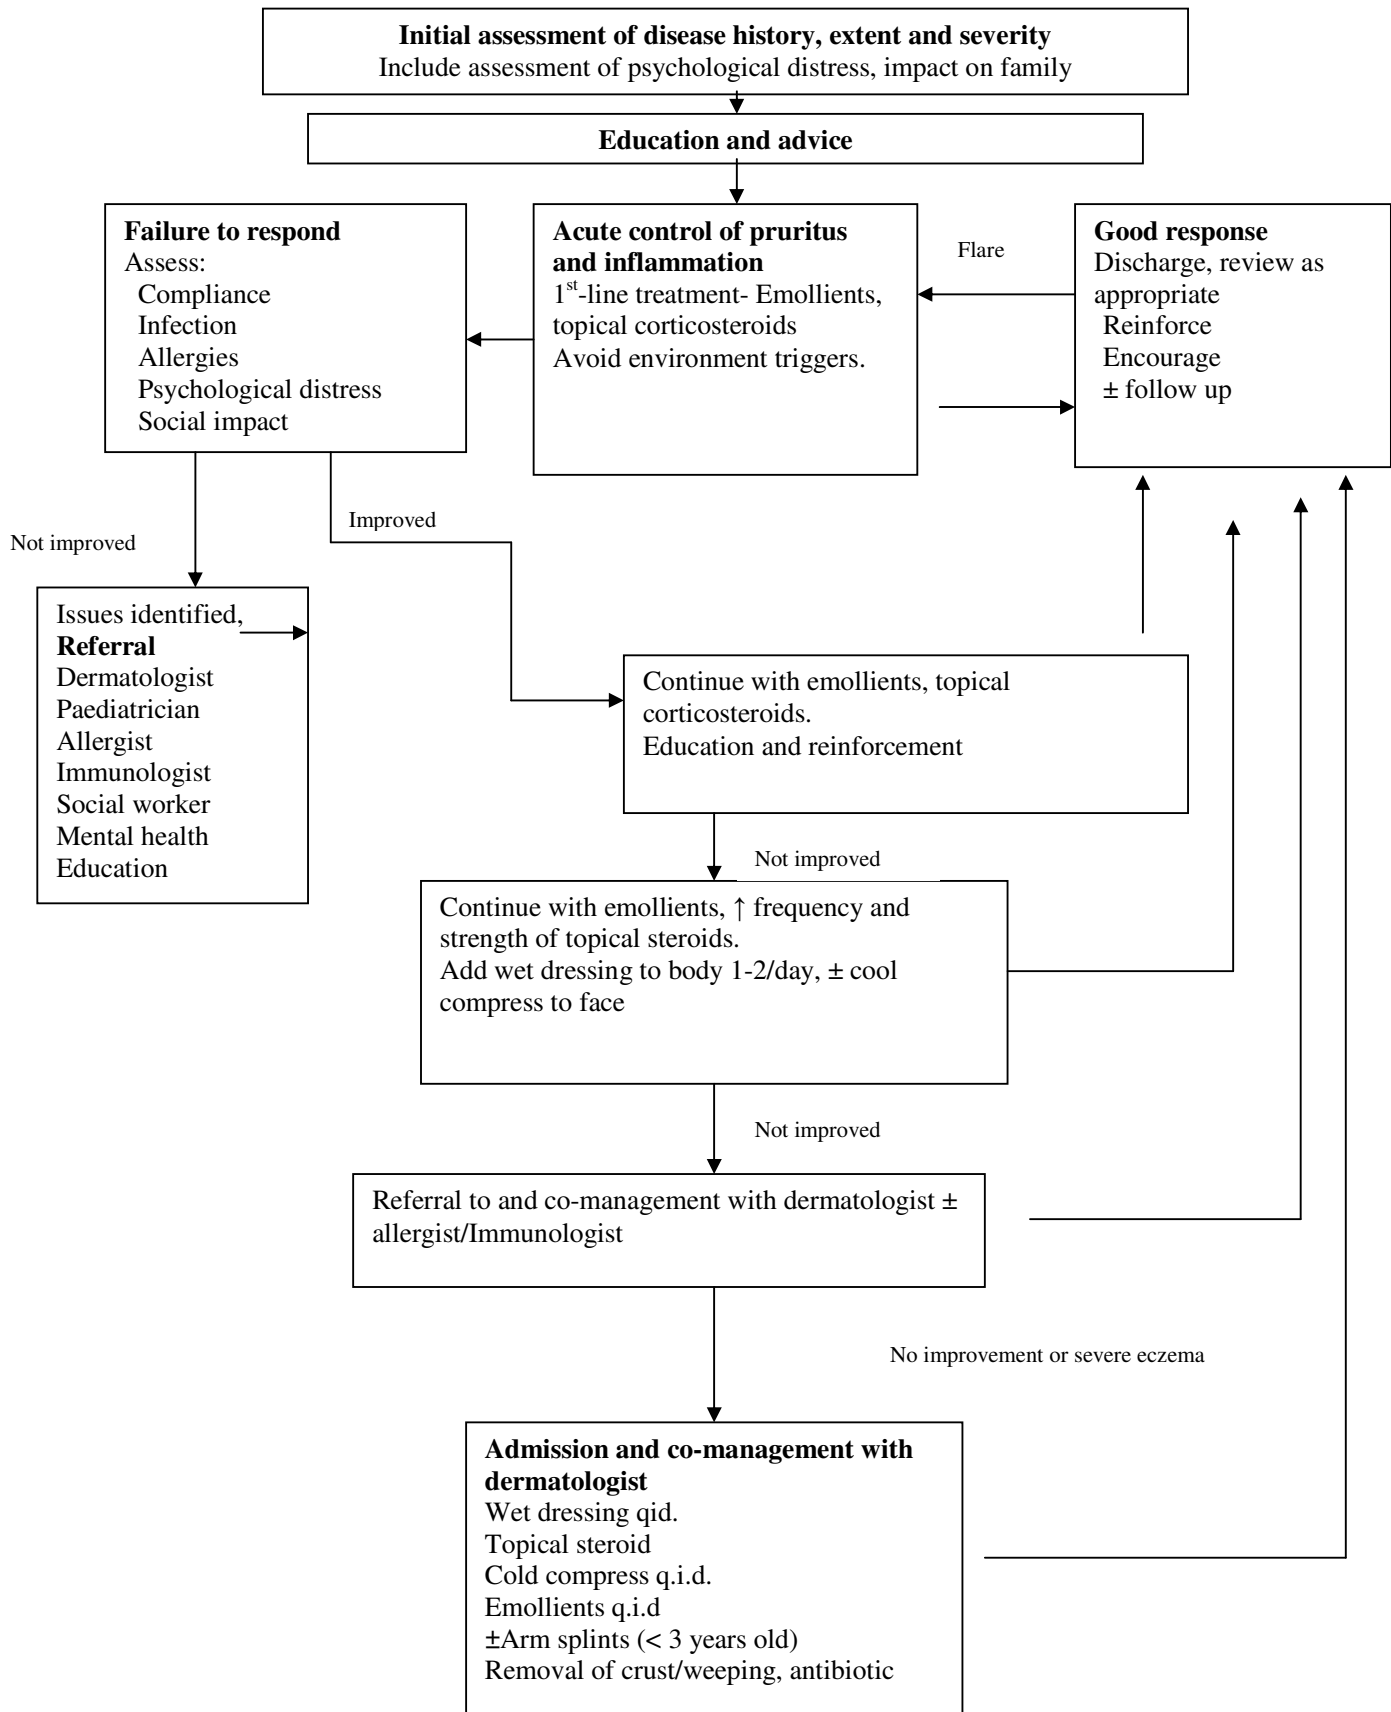 Initial assessment of disease history, extent and severity
Include assessment of psychological distress, impact on family
Education and advice
Failure to respond
Assess:
Compliance
Infection
Allergies
Psychological distress
Social impact
Acute control of pruritus
and inflammation
1st-line treatment- Emollients,
topical corticosteroids
Avoid environment triggers.
Flare
Good response
Discharge, review as
appropriate
Reinforce
Encourage
± follow up
Not improved
Improved
Issues identified,
Referral
Dermatologist
Paediatrician
Allergist
Immunologist
Social worker
Mental health
Education
Continue with emollients, topical
corticosteroids.
Education and reinforcement
Not improved
Continue with emollients, ↑ frequency and
strength of topical steroids.
Add wet dressing to body 1-2/day, ± cool
compress to face
Not improved
Referral to and co-management with dermatologist ±
allergist/Immunologist
No improvement or severe eczema
Admission and co-management with
dermatologist
Wet dressing qid.
Topical steroid
Cold compress q.i.d.
Emollients q.i.d
±Arm splints (< 3 years old)
Removal of crust/weeping, antibiotic